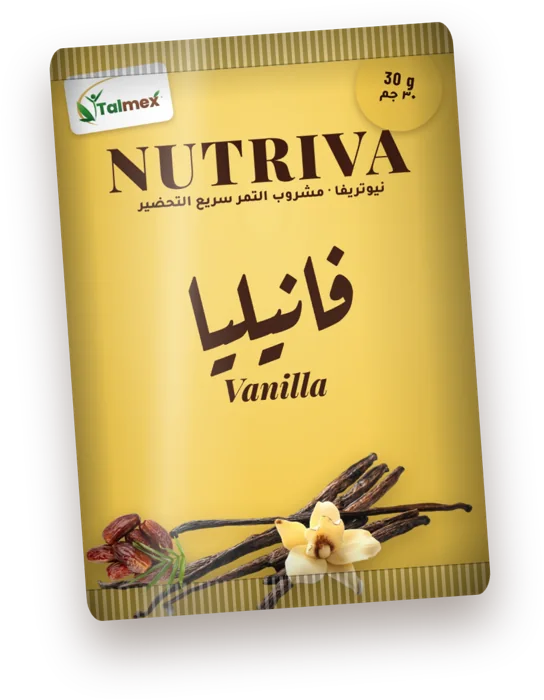 Talmex
30 g
٣٠ جم
NUTRIVA
نيوتريفا · مشروب التمر سريع التحضير
فانيليا
Vanilla